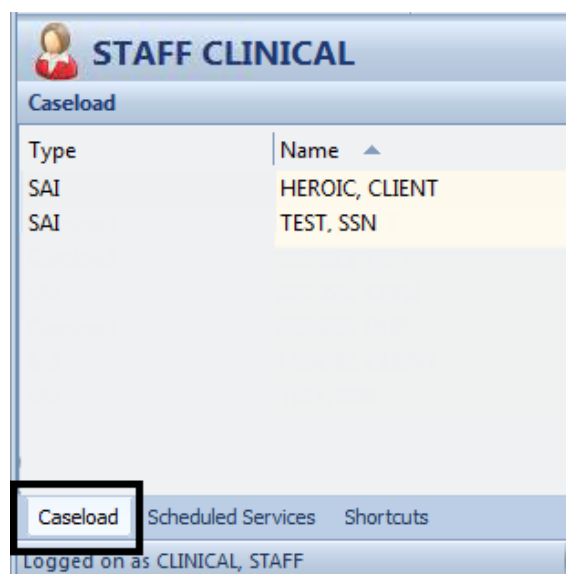 STAFF CLINICAL
Caseload
Type Name
SAI HEROIC, CLIENT
SAI TEST, SSN
Caseload Scheduled Services Shortcuts
Logged on as CLINICAL, STAFF